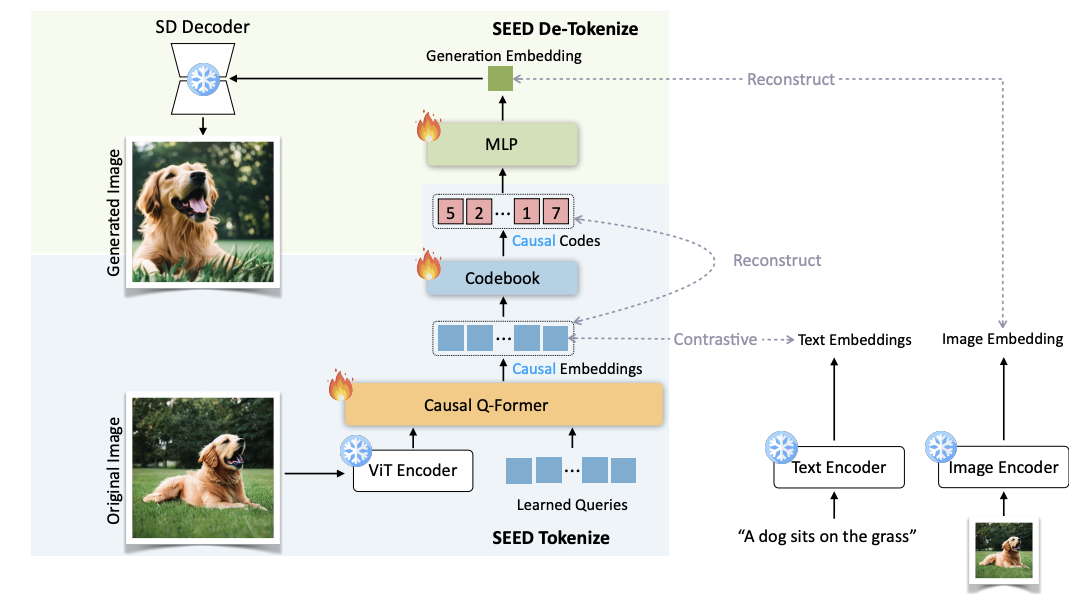 SD Decoder
SEED De-Tokenize
Generation Embedding
Reconstruct
MLP
Generated Image
5 2 ... 1 7
Causal Codes
Reconstruct
Codebook
Contrastive
Text Embeddings
Image Embedding
Causal Embeddings
Causal Q-Former
Original Image
ViT Encoder
Learned Queries
Text Encoder
Image Encoder
SEED Tokenize
“A dog sits on the grass”